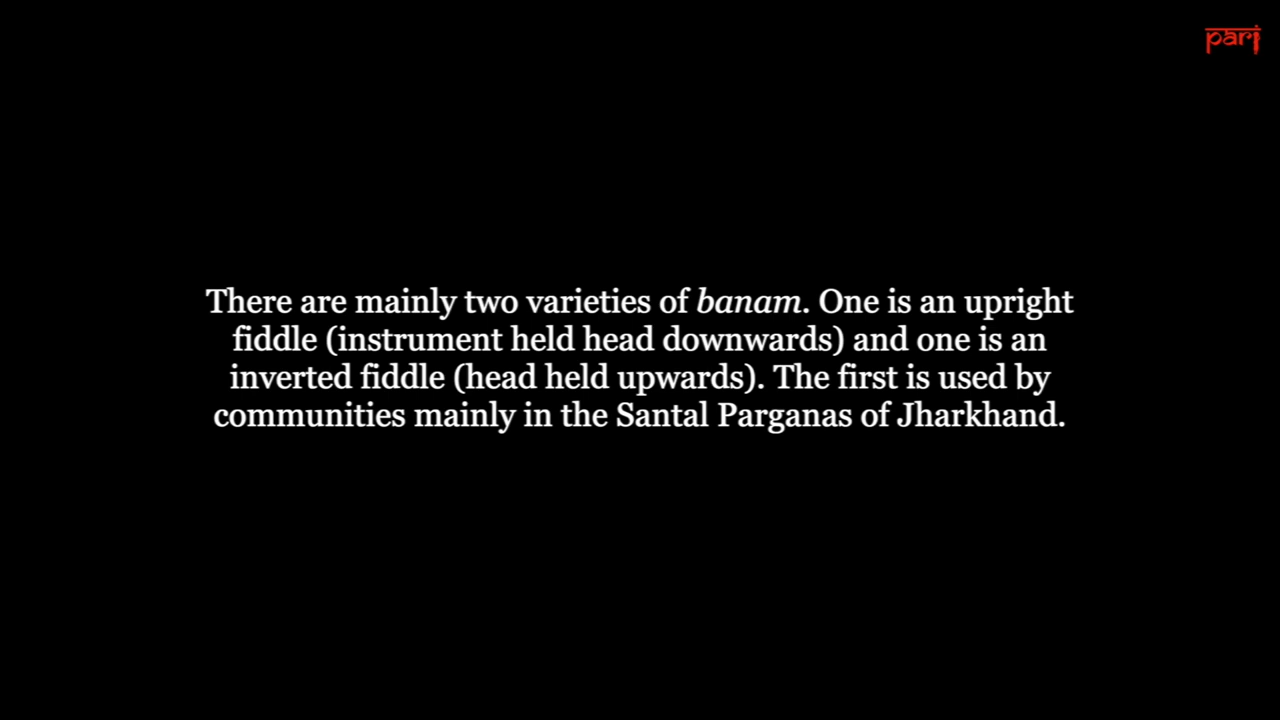 pari
There are mainly two varieties of banam. One is an upright
fiddle (instrument held head downwards) and one is an
inverted fiddle (head held upwards). The first is used by
communities mainly in the Santal Parganas of Jharkhand.